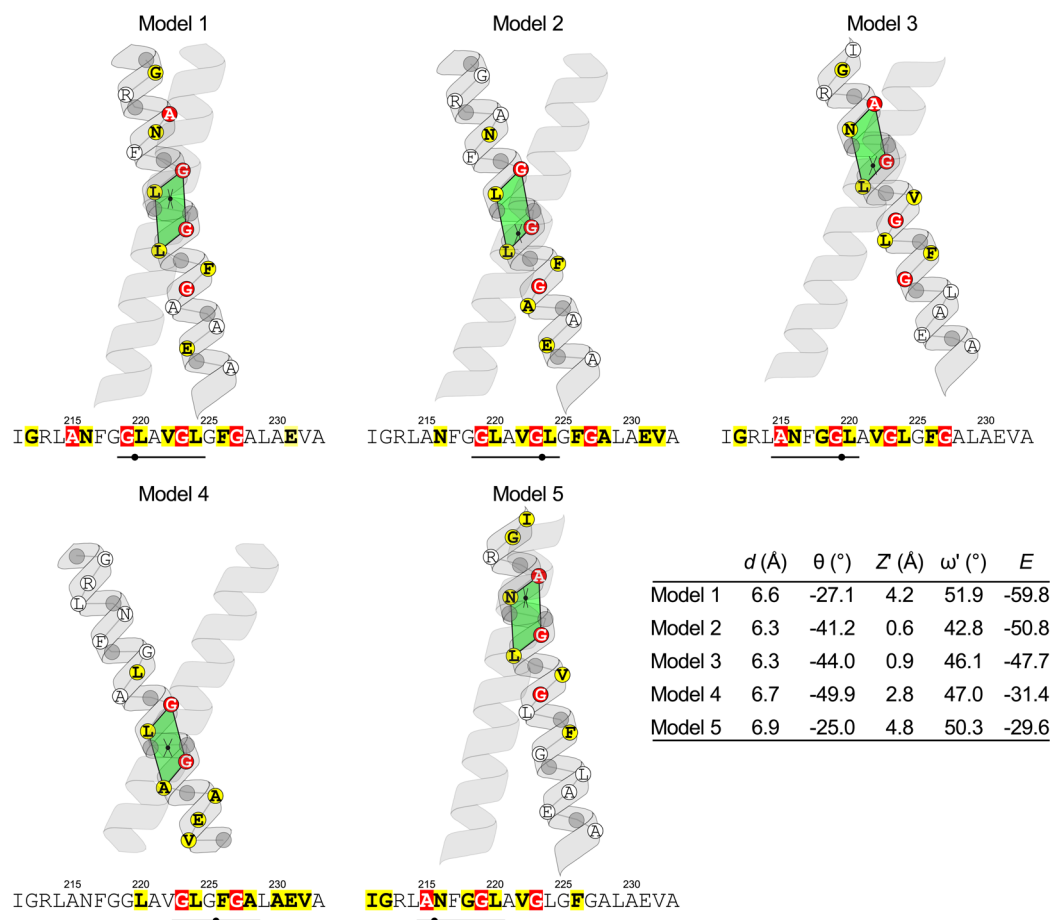 Model 1
G
R
A
N
F
G
L
G
L
F
G
A
A
E
A
215 220 225 230
IGRLANFGGLAVGLGFGALAEVA
Model 2
G
R
A
N
F
G
L
G
L
F
G
A
A
E
A
215 220 225 230
IGRLANFGGLAVGLGFGALAEVA
Model 3
I
G
R
A
N
G
L
V
G
L
F
G
L
A
E
A
215 220 225 230
IGRLANFGGLAVGLGFGALAEVA
Model 4
G
R
L
N
F
G
L
A
G
L
G
A
A
E
V
215 220 225 230
IGRLANFGGLAVGLGFGALAEVA
Model 5
I
G
R
A
N
G
L
V
G
L
F
G
L
A
E
A
215 220 225 230
IGRLANFGGLAVGLGFGALAEVA
d (Å) θ (°) Z' (Å) ω' (°) E
Model 1 6.6 -27.1 4.2 51.9 -59.8
Model 2 6.3 -41.2 0.6 42.8 -50.8
Model 3 6.3 -44.0 0.9 46.1 -47.7
Model 4 6.7 -49.9 2.8 47.0 -31.4
Model 5 6.9 -25.0 4.8 50.3 -29.6